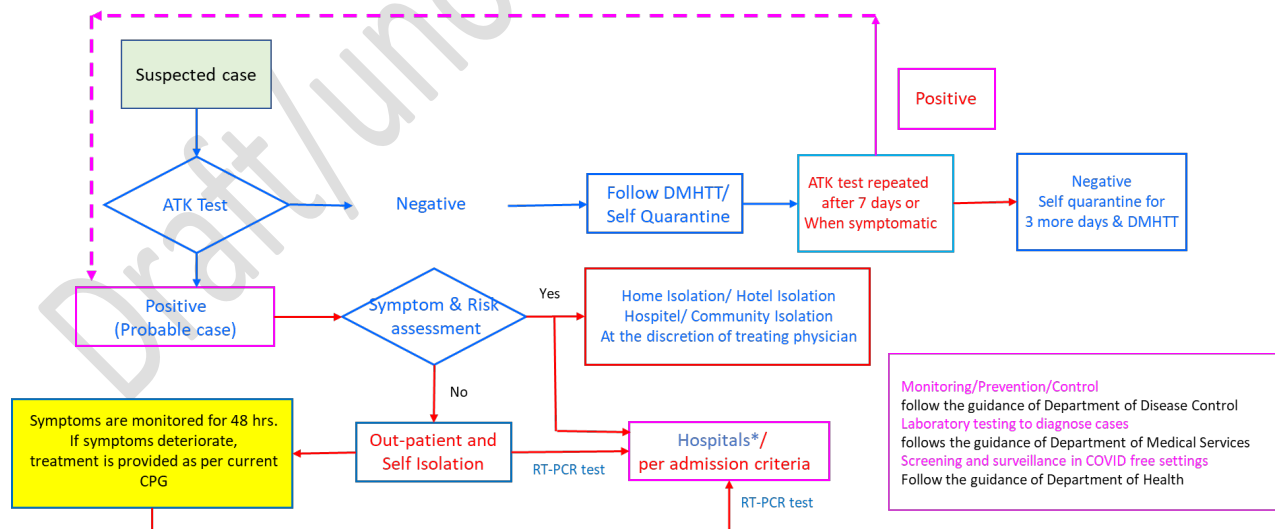 Draft/uno
Suspected case
Positive
ATK Test
Negative
Follow DMHTT/
Self Quarantine
ATK test repeated
after 7 days or
When symptomatic
Negative
Self quarantine for
3 more days & DMHTT
Positive
(Probable case)
Symptom & Risk
assessment
Yes
Home Isolation/ Hotel Isolation
Hospitel/ Community Isolation
At the discretion of treating physician
No
Symptoms are monitored for 48 hrs.
If symptoms deteriorate,
treatment is provided as per current
CPG
Out-patient and
Self Isolation
RT-PCR test
Hospitals*/
per admission criteria
RT-PCR test
Monitoring/Prevention/Control
follow the guidance of Department of Disease Control
Laboratory testing to diagnose cases
follows the guidance of Department of Medical Services
Screening and surveillance in COVID free settings
Follow the guidance of Department of Health